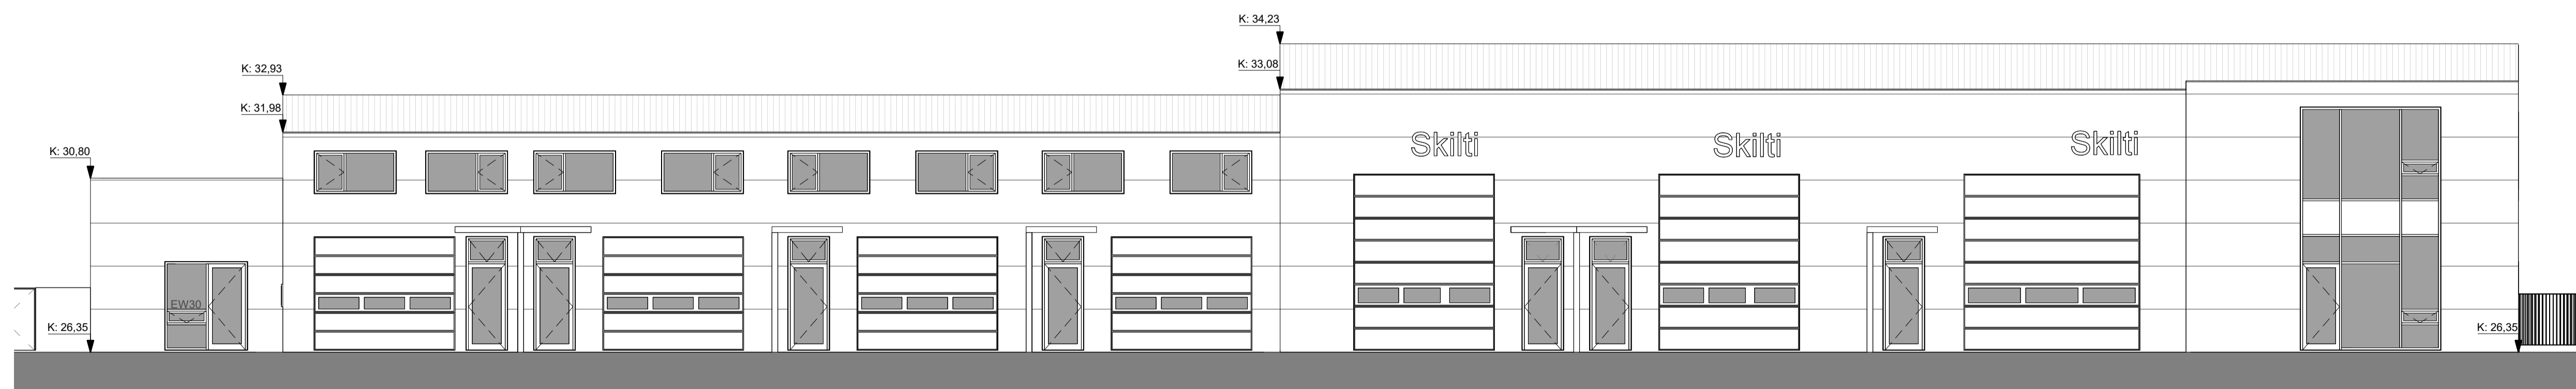 K: 34,23
K: 32,93
K: 33,08
K: 31,98
Skilti
Skilti
Skilti
K: 30,80
EW30
K: 26,35
K: 26,35